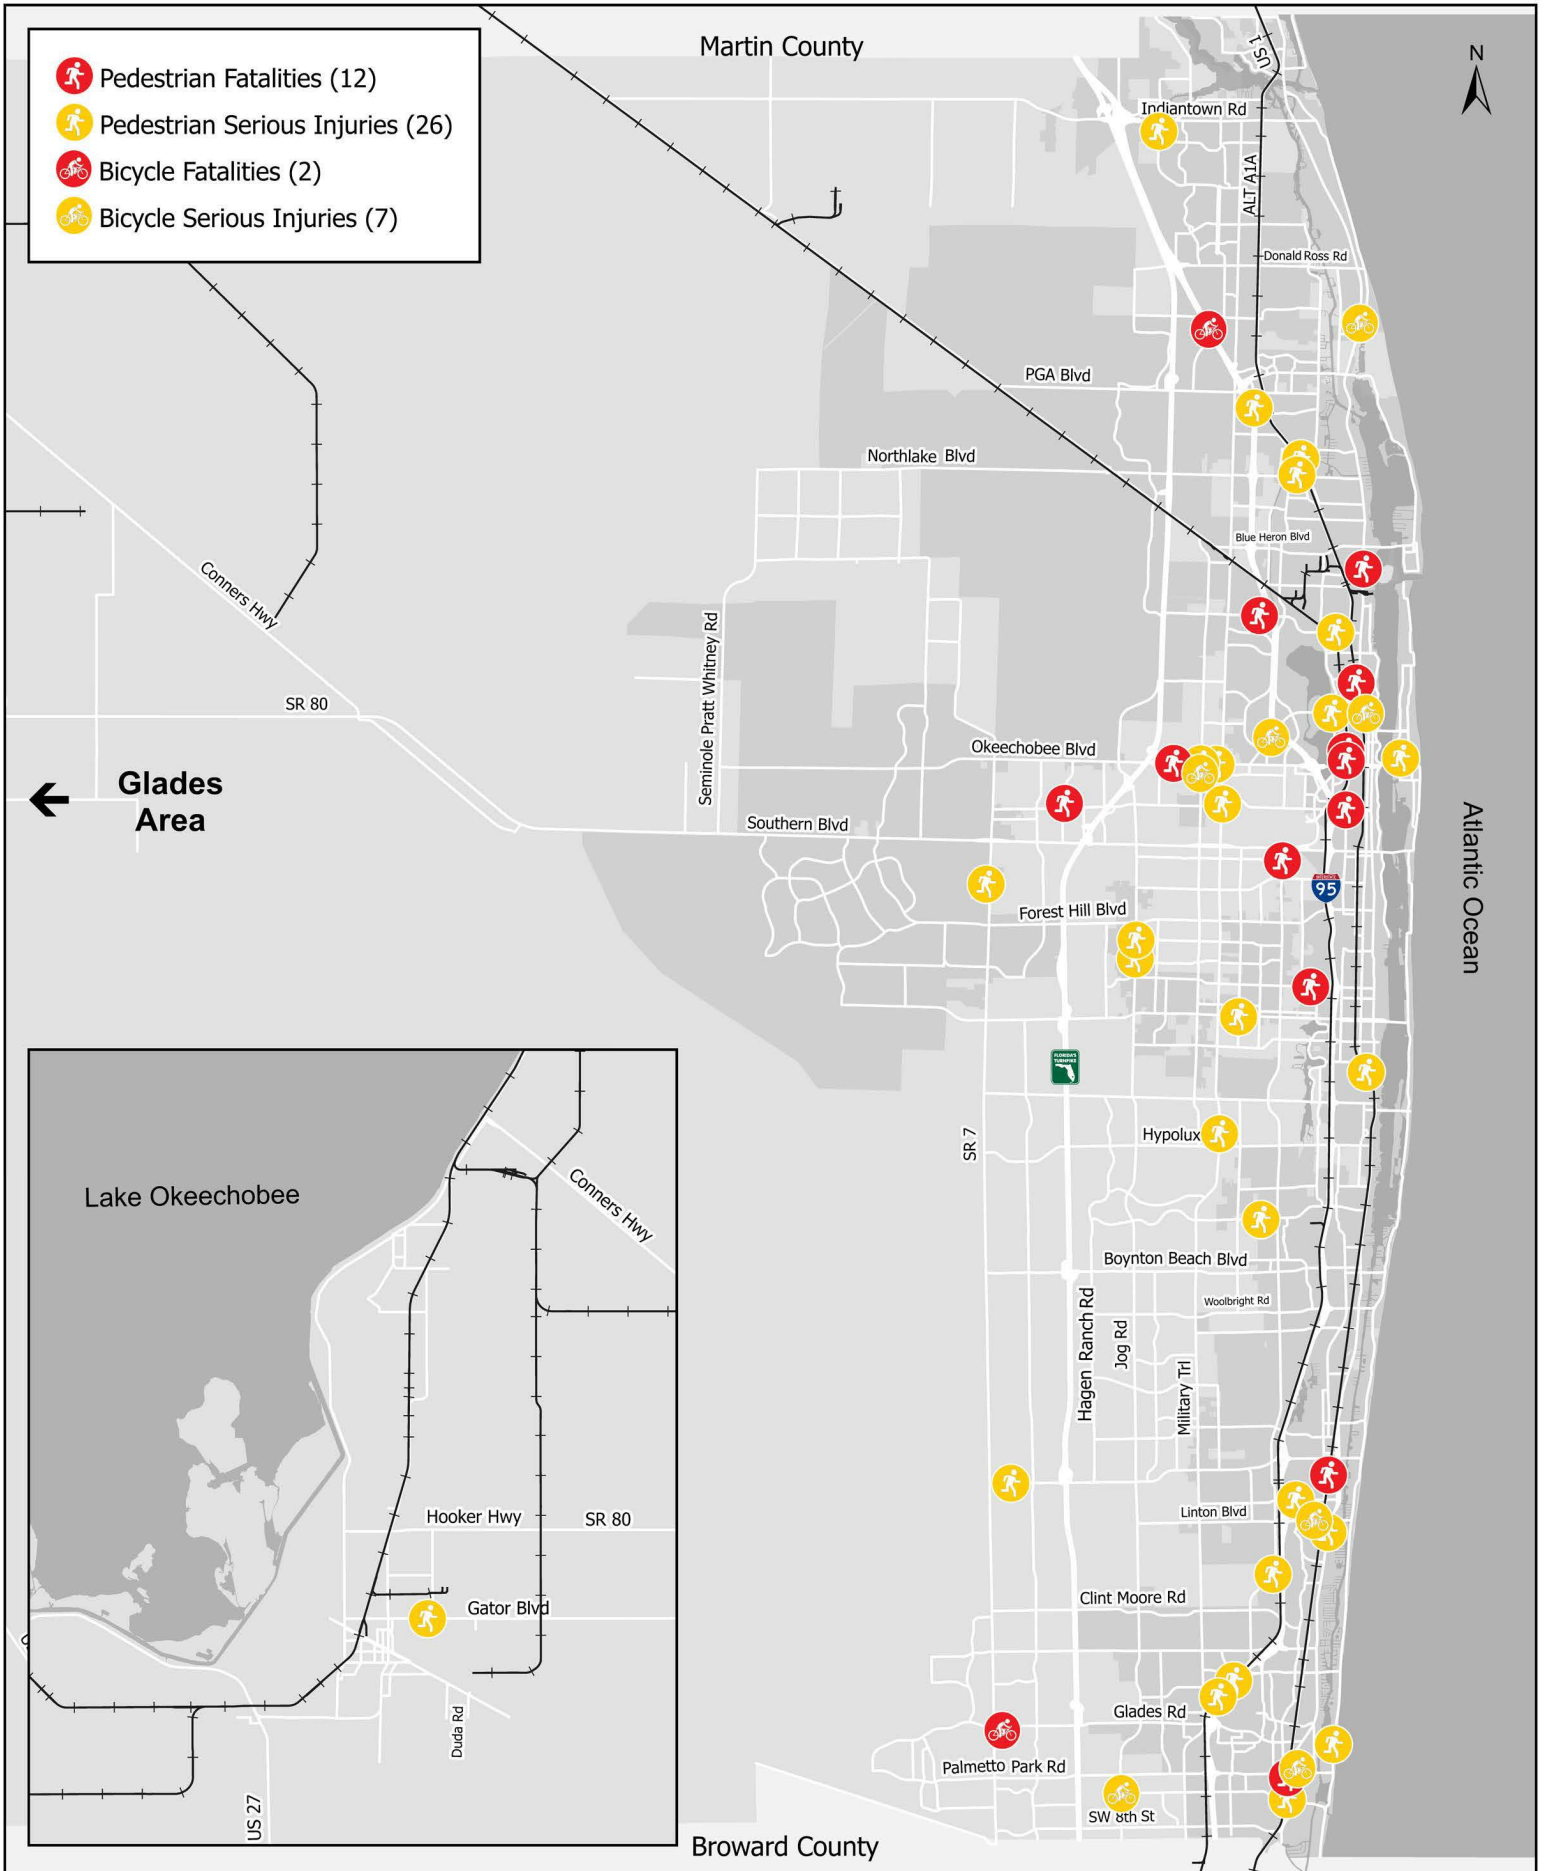 Pedestrian Fatalities (12)
Pedestrian Serious Injuries (26)
Bicycle Fatalities (2)
Bicycle Serious Injuries (7)
Martin County
N
US 1
Indiantown Rd
ALT A1A
Donald Ross Rd
PGA Blvd
Northlake Blvd
Blue Heron Blvd
Conners Hwy
Seminole Pratt Whitney Rd
SR 80
Okeechobee Blvd
Glades
Area
Southern Blvd
Atlantic Ocean
95
Forest Hill Blvd
FLORIDA'S
TURNPIKE
SR 7
Hypolux
Lake Okeechobee
Conners Hwy
Boynton Beach Blvd
Woolbright Rd
Hagen Ranch Rd
Jog Rd
Military Trl
Hooker Hwy
SR 80
Linton Blvd
Gator Blvd
Clint Moore Rd
Duda Rd
Glades Rd
Palmetto Park Rd
US 27
SW 8th St
Broward County